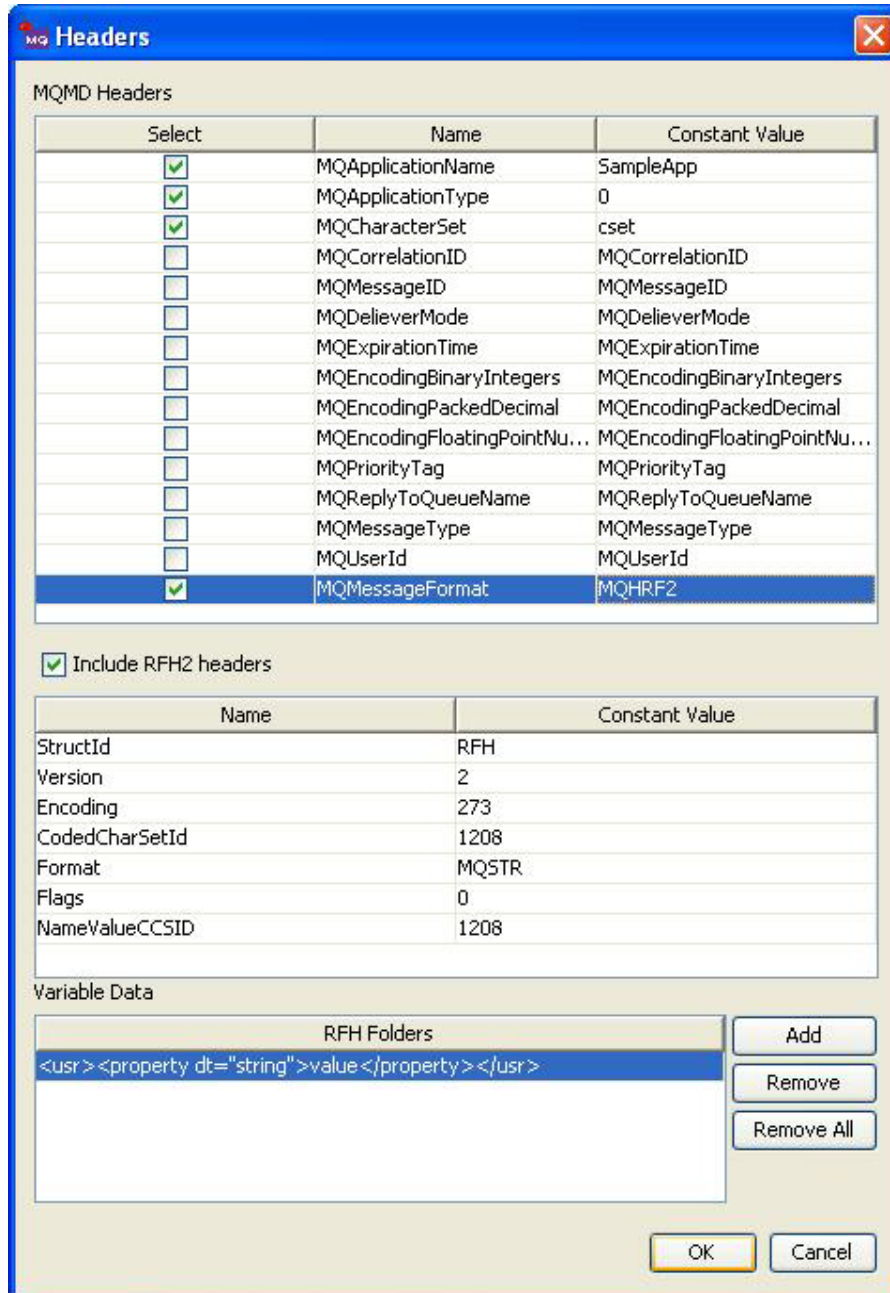 MQ Headers
MQMD Headers
Select Name Constant Value
MQApplicationName SampleApp
MQApplicationType 0
MQCharacterSet cset
MQCorrelationID MQCorrelationID
MQMessageID MQMessageID
MQDelieverMode MQDelieverMode
MQExpirationTime MQExpirationTime
MQEncodingBinaryIntegers MQEncodingBinaryIntegers
MQEncodingPackedDecimal MQEncodingPackedDecimal
MQEncodingFloatingPointNu... MQEncodingFloatingPointNu...
MQPriorityTag MQPriorityTag
MQReplyToQueueName MQReplyToQueueName
MQMessageType MQMessageType
MQUserId MQUserId
MQMessageFormat MQHRF2
Include RFH2 headers
Name Constant Value
StructId RFH
Version 2
Encoding 273
CodedCharSetId 1208
Format MQSTR
Flags 0
NameValueCCSID 1208
Variable Data
RFH Folders Add
<usr><property dt="string">value</property></usr>
Remove
Remove All
OK Cancel